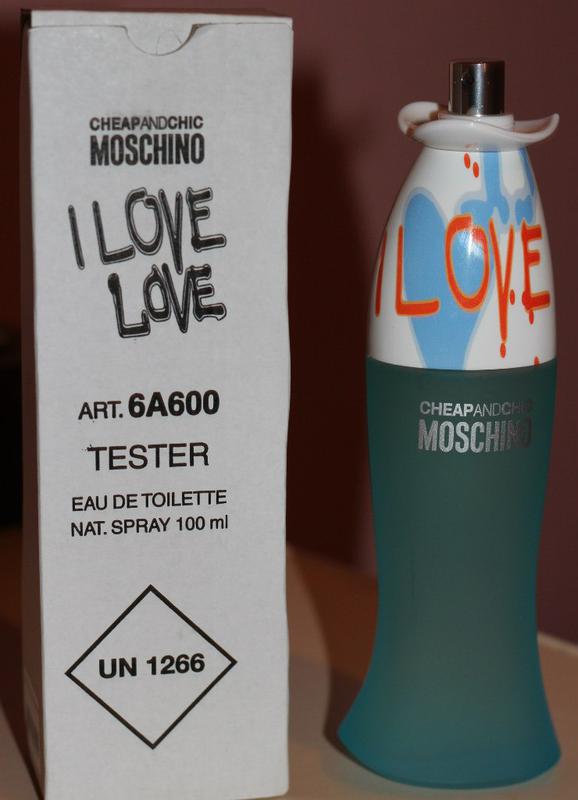 CHEAPANDCHIC
MOSCHINO
I LOVE
LOVE
ART. 6A600
TESTER
EAU DE TOILETTE
NAT. SPRAY 100 ml
UN 1266
I LOVE
CHEAPANDCHIC
MOSCHINO